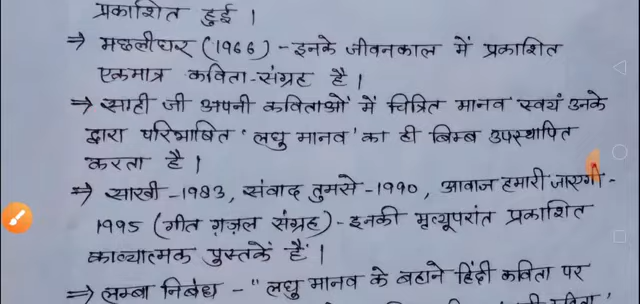 प्रकाशित हुई ।
⇒ मछलीघर (1966) - इनके जीवनकाल में प्रकाशित
एकमात्र कविता-संग्रह है ।
⇒ साही जी अपनी कविताओं में चित्रित मानव स्वयं उनके
द्वारा परिभाषित 'लघु मानव' का ही बिम्ब उपस्थापित
करता है ।
⇒ साखी - 1983, संवाद तुमसे - 1990, आवाज हमारी जाएगी -
1995 (गीत ग़ज़ल संग्रह) - इनकी मृत्यूपरांत प्रकाशित
काव्यात्मक पुस्तकें हैं ।
⇒ लम्बा निबंध - "लघु मानव के बहाने हिंदी कविता पर